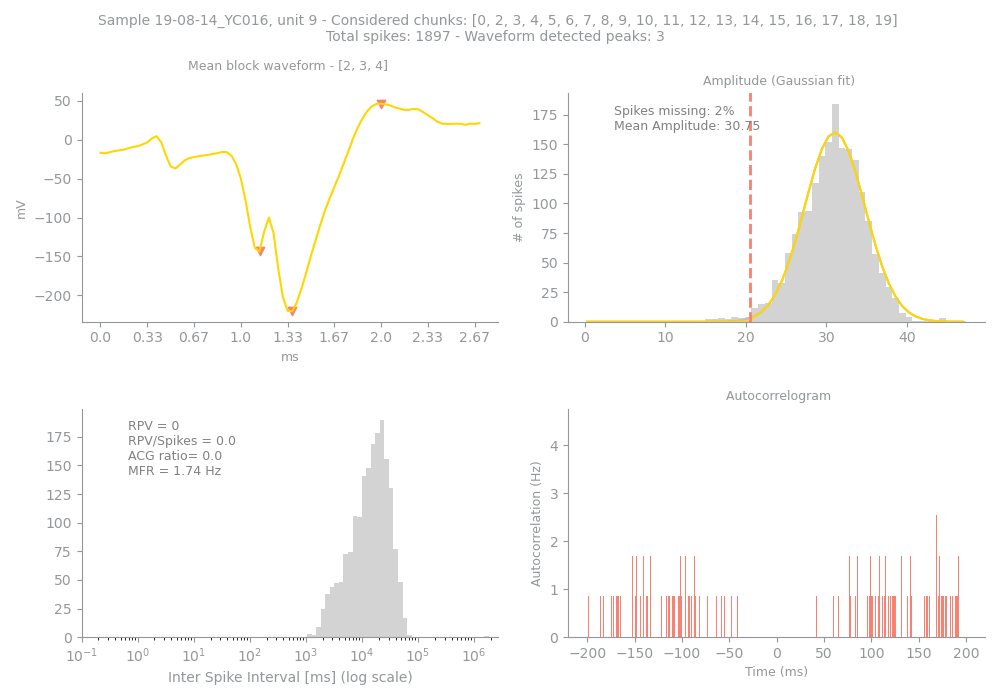 Sample 19-08-14_YC016, unit 9 - Considered chunks: [0, 2, 3, 4, 5, 6, 7, 8, 9, 10, 11, 12, 13, 14, 15, 16, 17, 18, 19]
Total spikes: 1897 - Waveform detected peaks: 3
Mean block waveform - [2, 3, 4]
50
0
−50
−100
−150
−200
mV
0.0 0.33 0.67 1.0 1.33 1.67 2.0 2.33 2.67
ms
Amplitude (Gaussian fit)
Spikes missing: 2%
Mean Amplitude: 30.75
175
150
125
100
75
50
25
0
# of spikes
0 10 20 30 40
RPV = 0
RPV/Spikes = 0.0
ACG ratio= 0.0
MFR = 1.74 Hz
175
150
125
100
75
50
25
0
10⁻¹ 10⁰ 10¹ 10² 10³ 10⁴ 10⁵ 10⁶
Inter Spike Interval [ms] (log scale)
Autocorrelogram
4
3
2
1
0
Autocorrelation (Hz)
−200 −150 −100 −50 0 50 100 150 200
Time (ms)